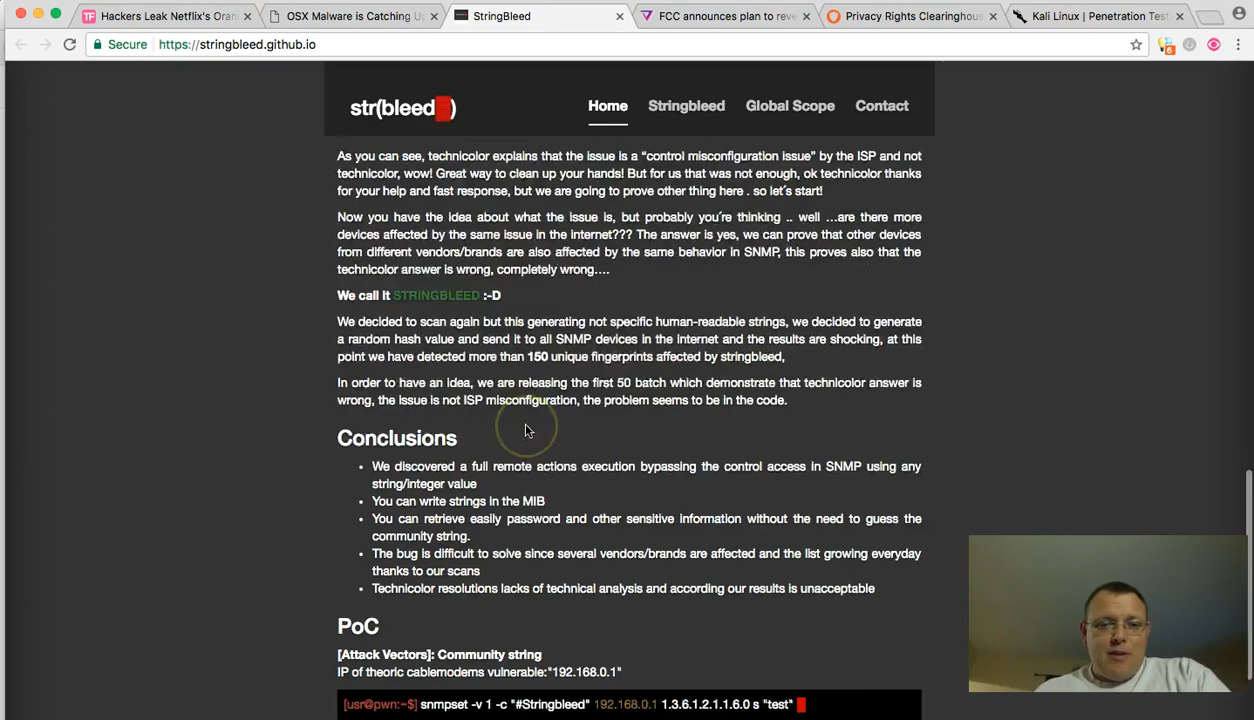 Hackers Leak Netflix's Oran
OSX Malware is Catching Up
StringBleed
FCC announces plan to reve
Privacy Rights Clearinghous
Kali Linux | Penetration Test
Secure https://stringbleed.github.io
6
str(bleed )
Home Stringbleed Global Scope Contact
As you can see, technicolor explains that the issue is a “control misconfiguration issue” by the ISP and not
technicolor, wow! Great way to clean up your hands! But for us that was not enough, ok technicolor thanks
for your help and fast response, but we are going to prove other thing here . so let´s start!
Now you have the idea about what the issue is, but probably you´re thinking .. well …are there more
devices affected by the same issue in the internet??? The answer is yes, we can prove that other devices
from different vendors/brands are also affected by the same behavior in SNMP, this proves also that the
technicolor answer is wrong, completely wrong….
We call it STRINGBLEED :-D
We decided to scan again but this generating not specific human-readable strings, we decided to generate
a random hash value and send it to all SNMP devices in the internet and the results are shocking, at this
point we have detected more than 150 unique fingerprints affected by stringbleed,
In order to have an idea, we are releasing the first 50 batch which demonstrate that technicolor answer is
wrong, the issue is not ISP misconfiguration, the problem seems to be in the code.
Conclusions
• We discovered a full remote actions execution bypassing the control access in SNMP using any
string/integer value
• You can write strings in the MIB
• You can retrieve easily password and other sensitive information without the need to guess the
community string.
• The bug is difficult to solve since several vendors/brands are affected and the list growing everyday
thanks to our scans
• Technicolor resolutions lacks of technical analysis and according our results is unacceptable
PoC
[Attack Vectors]: Community string
IP of theoric cablemodems vulnerable:"192.168.0.1"
[usr@pwn:~$] snmpset -v 1 -c "#Stringbleed" 192.168.0.1 1.3.6.1.2.1.1.6.0 s "test"